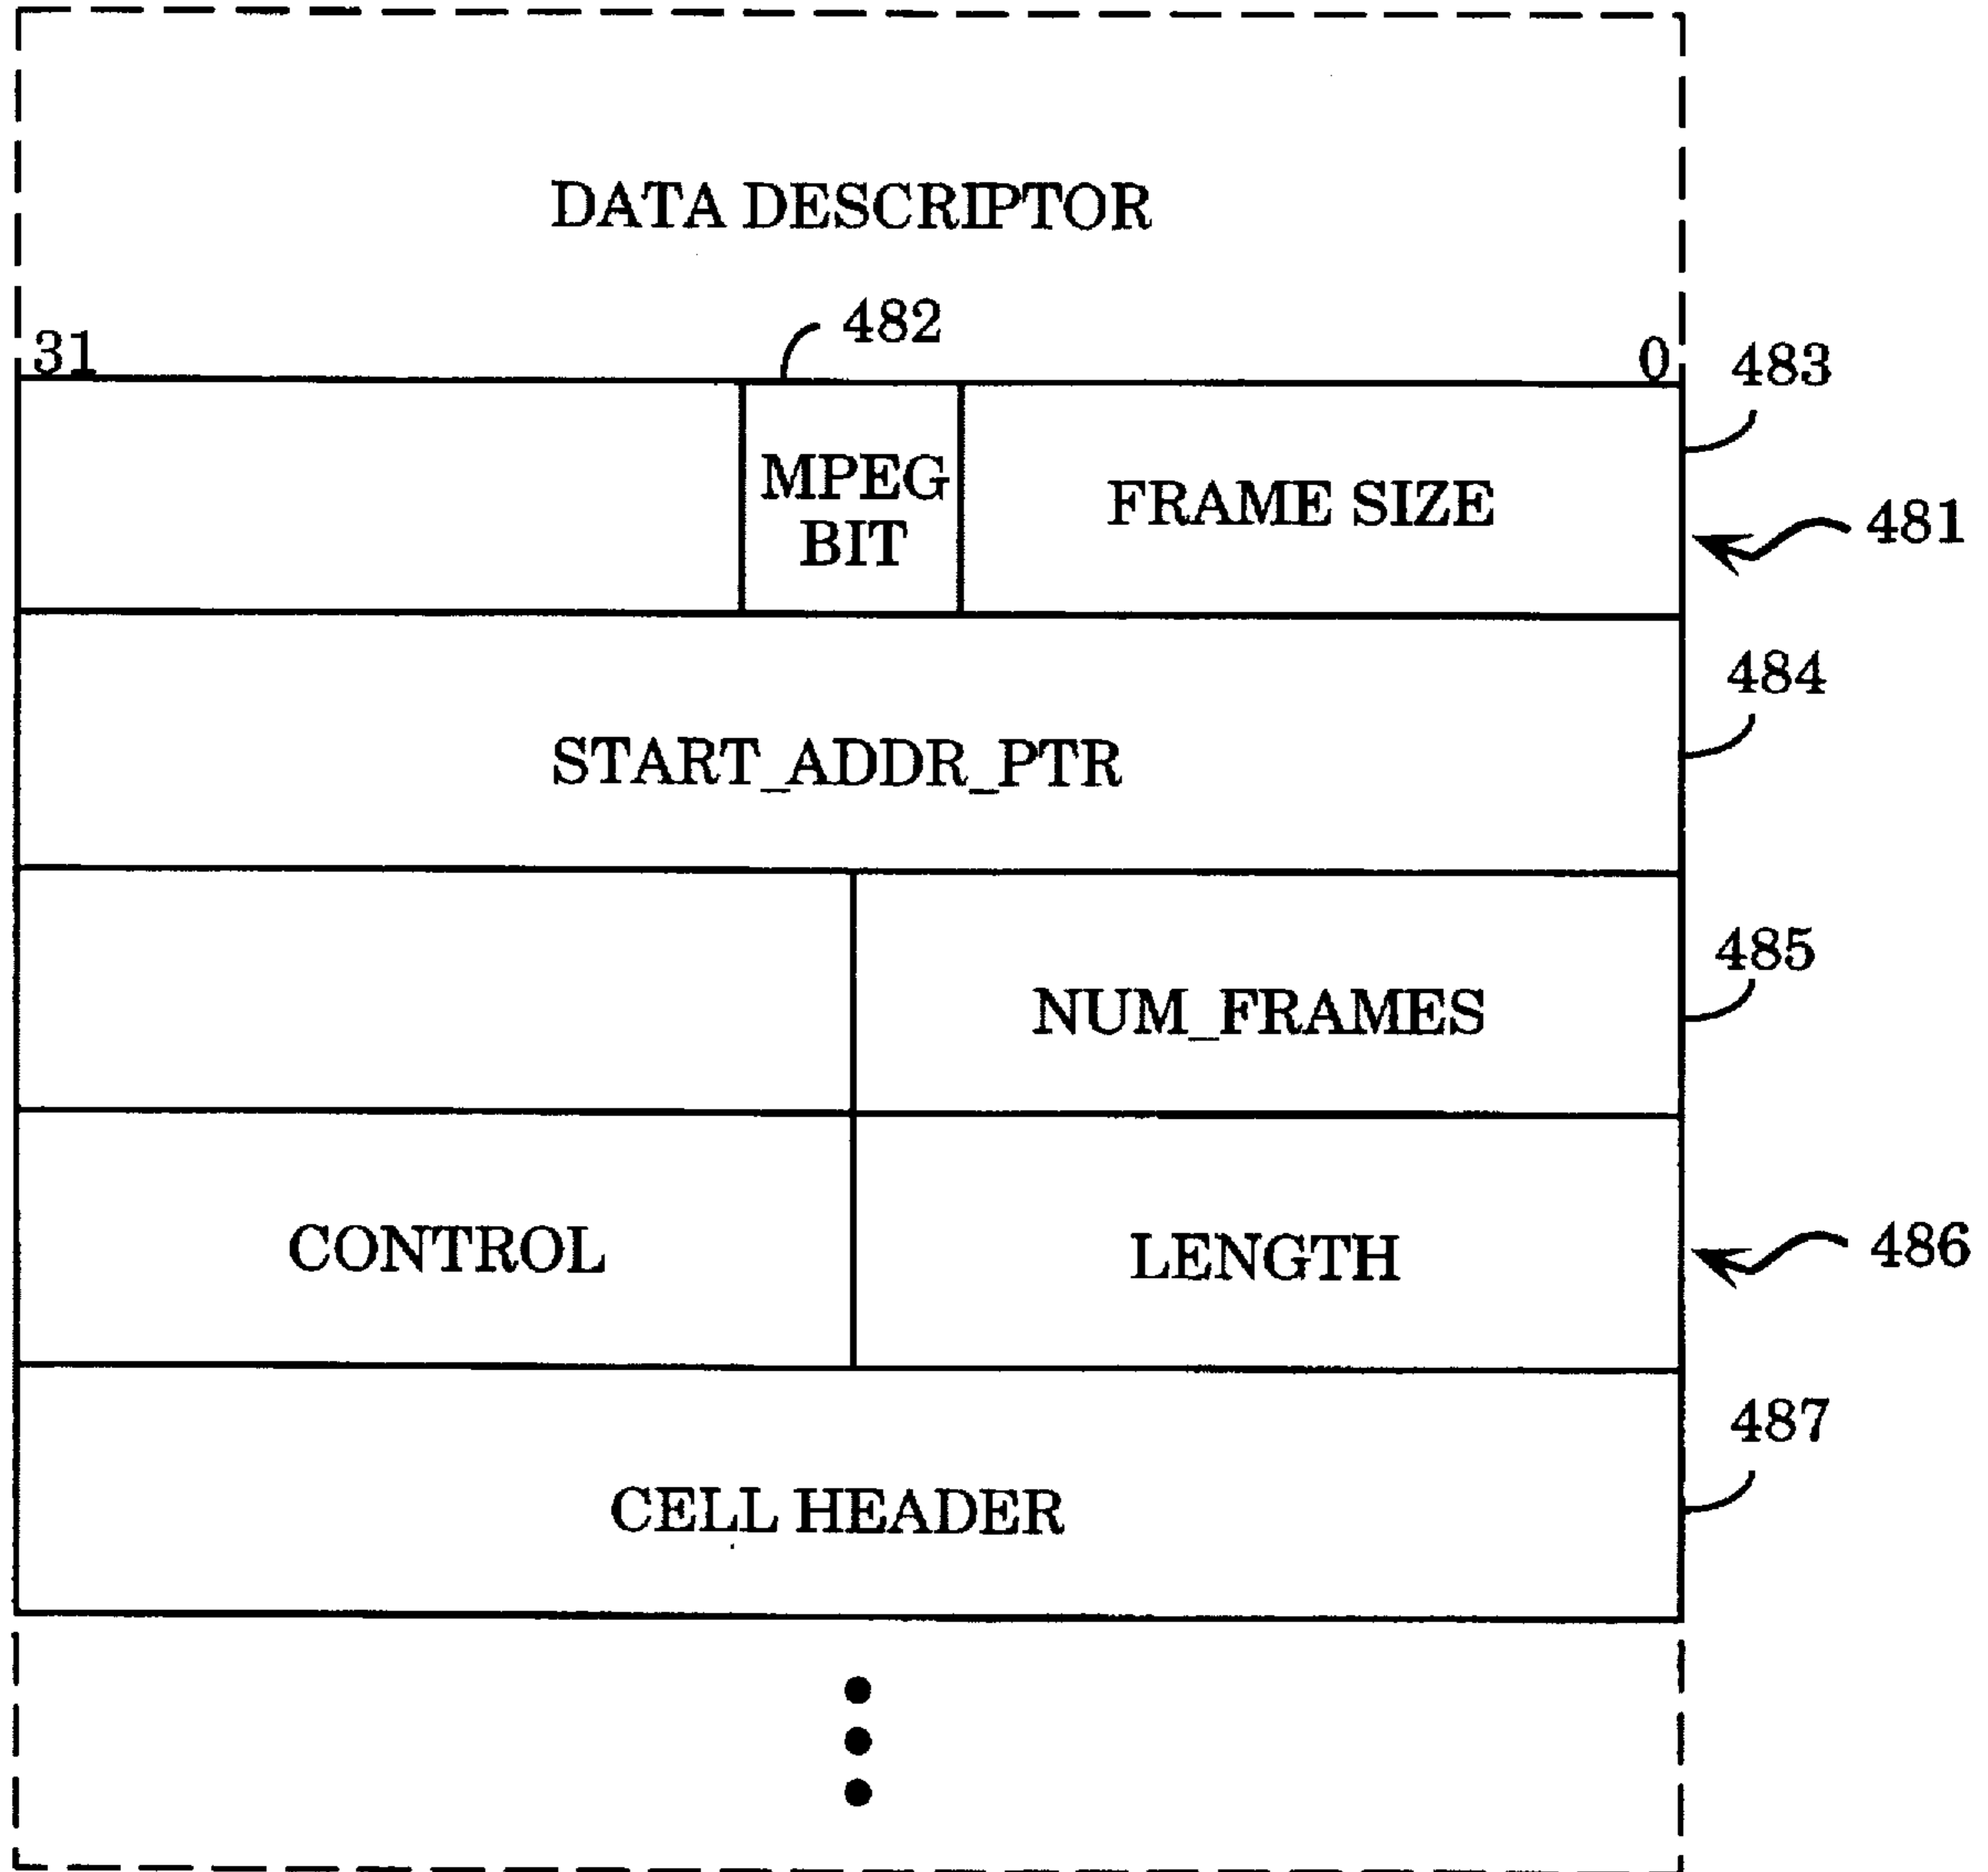 DATA DESCRIPTOR
482
31
0
483
MPEG
BIT
FRAME SIZE
481
START_ADDR_PTR
484
NUM_FRAMES
485
CONTROL
LENGTH
486
CELL HEADER
487